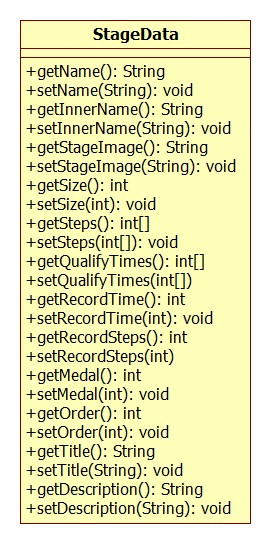 StageData
+getName(): String
+setName(String): void
+getInnerName(): String
+setInnerName(String): void
+getStageImage(): String
+setStageImage(String): void
+getSize(): int
+setSize(int): void
+getSteps(): int[]
+setSteps(int[]): void
+getQualifyTimes(): int[]
+setQualifyTimes(int[])
+getRecordTime(): int
+setRecordTime(int): void
+getRecordSteps(): int
+setRecordSteps(int)
+getMedal(): int
+setMedal(int): void
+getOrder(): int
+setOrder(int): void
+getTitle(): String
+setTitle(String): void
+getDescription(): String
+setDescription(String): void